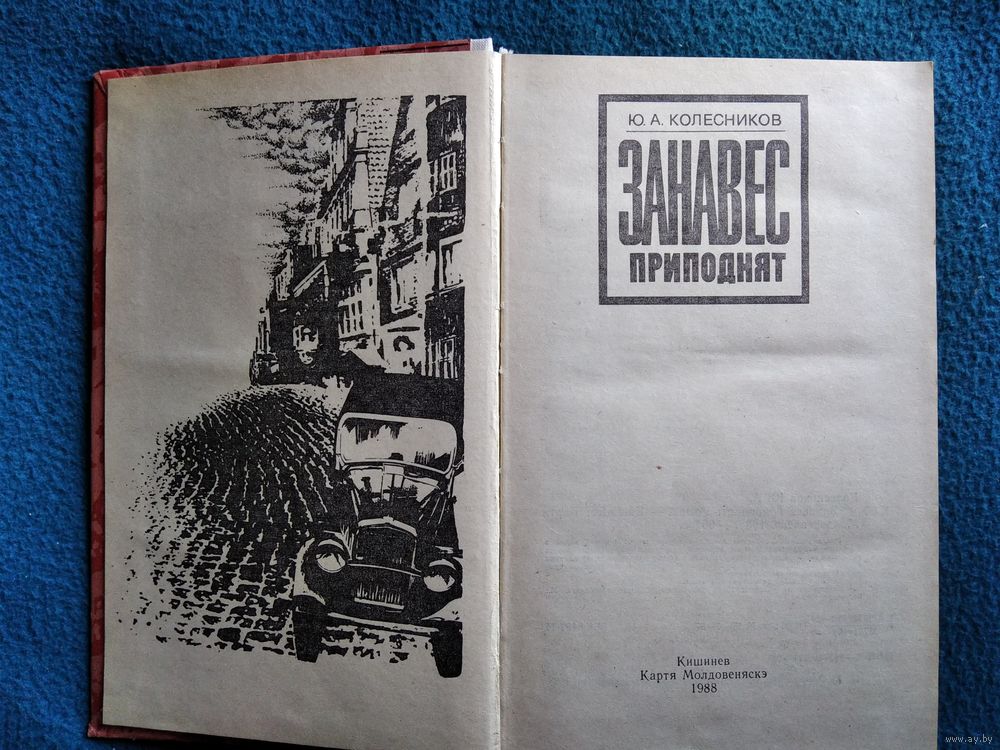 Ю. А. КОЛЕСНИКОВ
ЗАНАВЕС
ПРИПОДНЯТ
Кишинев
Картя Молдовеняскэ
1988
www.ay.by